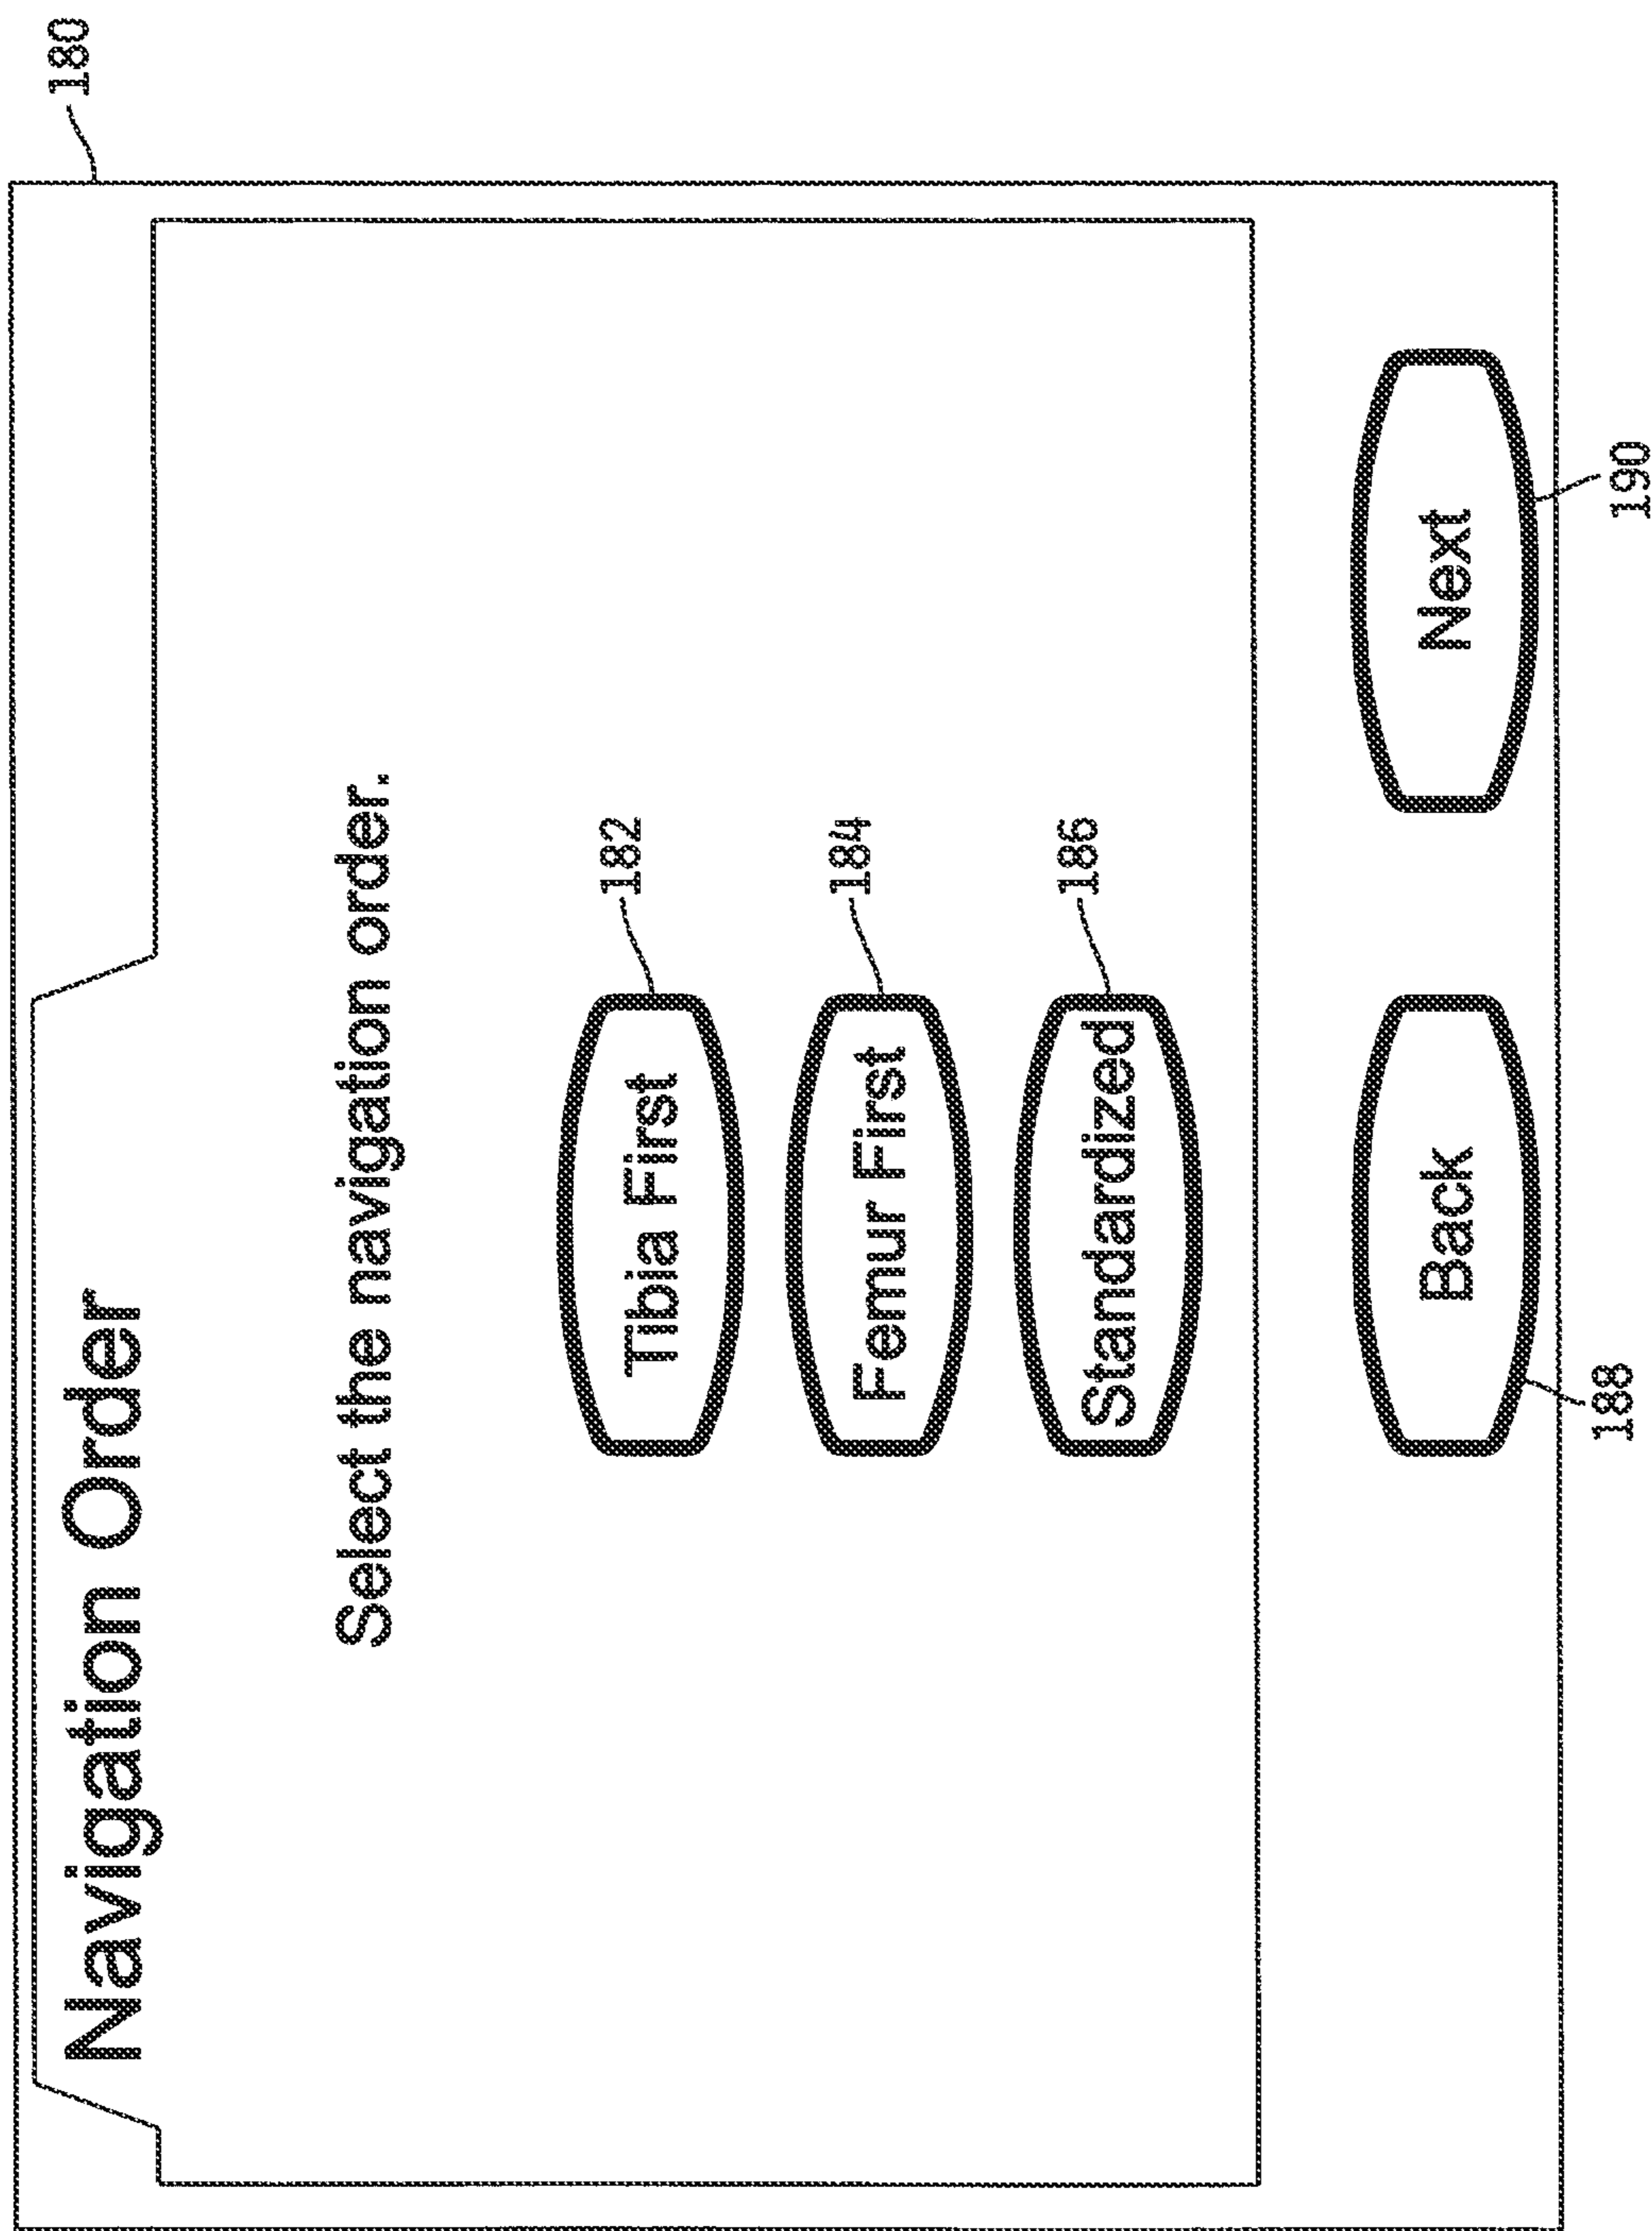 180
Navigation Order
Select the navigation order.
Tibia First
182
Femur First
184
Standardized
186
Back
Next
188
190